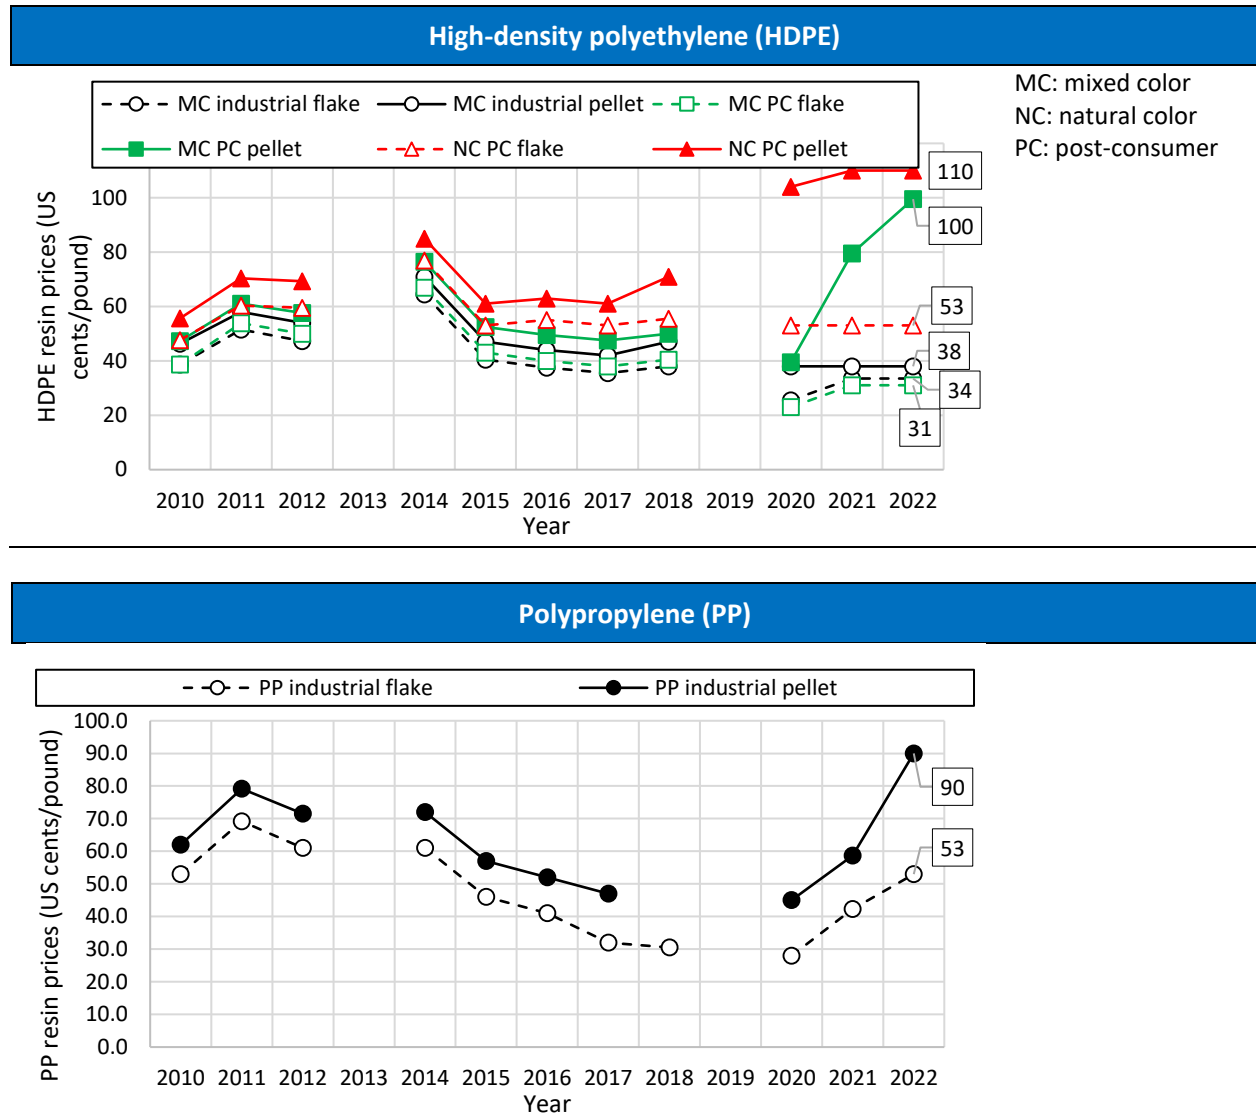 High-density polyethylene (HDPE)
MC: mixed color
NC: natural color
PC: post-consumer
MC industrial flake MC industrial pellet MC PC flake
MC PC pellet NC PC flake NC PC pellet
HDPE resin prices (US
cents/pound)
100
80
60
40
20
0
110
100
53
38
34
31
2010 2011 2012 2013 2014 2015 2016 2017 2018 2019 2020 2021 2022
Year
Polypropylene (PP)
PP industrial flake PP industrial pellet
PP resin prices (US cents/pound)
100.0
90.0
80.0
70.0
60.0
50.0
40.0
30.0
20.0
10.0
0.0
90
53
2010 2011 2012 2013 2014 2015 2016 2017 2018 2019 2020 2021 2022
Year